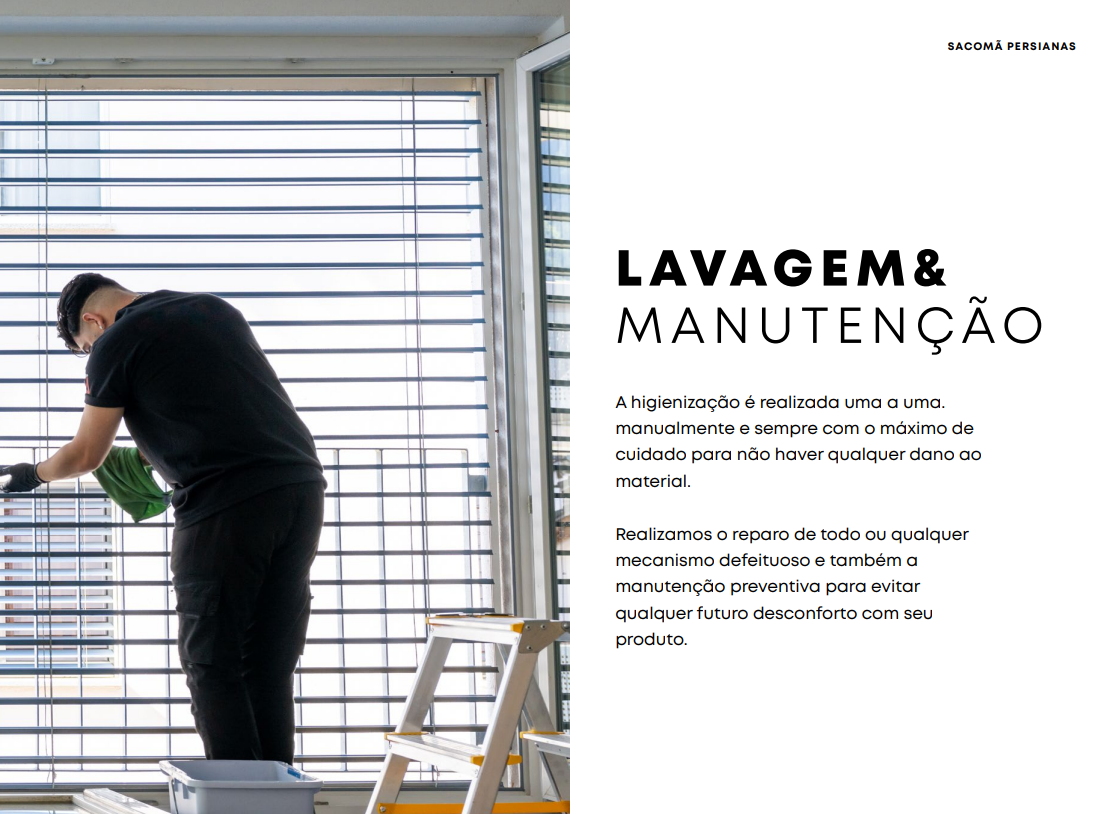 SACOMÃ PERSIANAS
LAVAGEM&
MANUTENÇÃO
A higienização é realizada uma a uma.
manualmente e sempre com o máximo de
cuidado para não haver qualquer dano ao
material.
Realizamos o reparo de todo ou qualquer
mecanismo defeituoso e também a
manutenção preventiva para evitar
qualquer futuro desconforto com seu
produto.